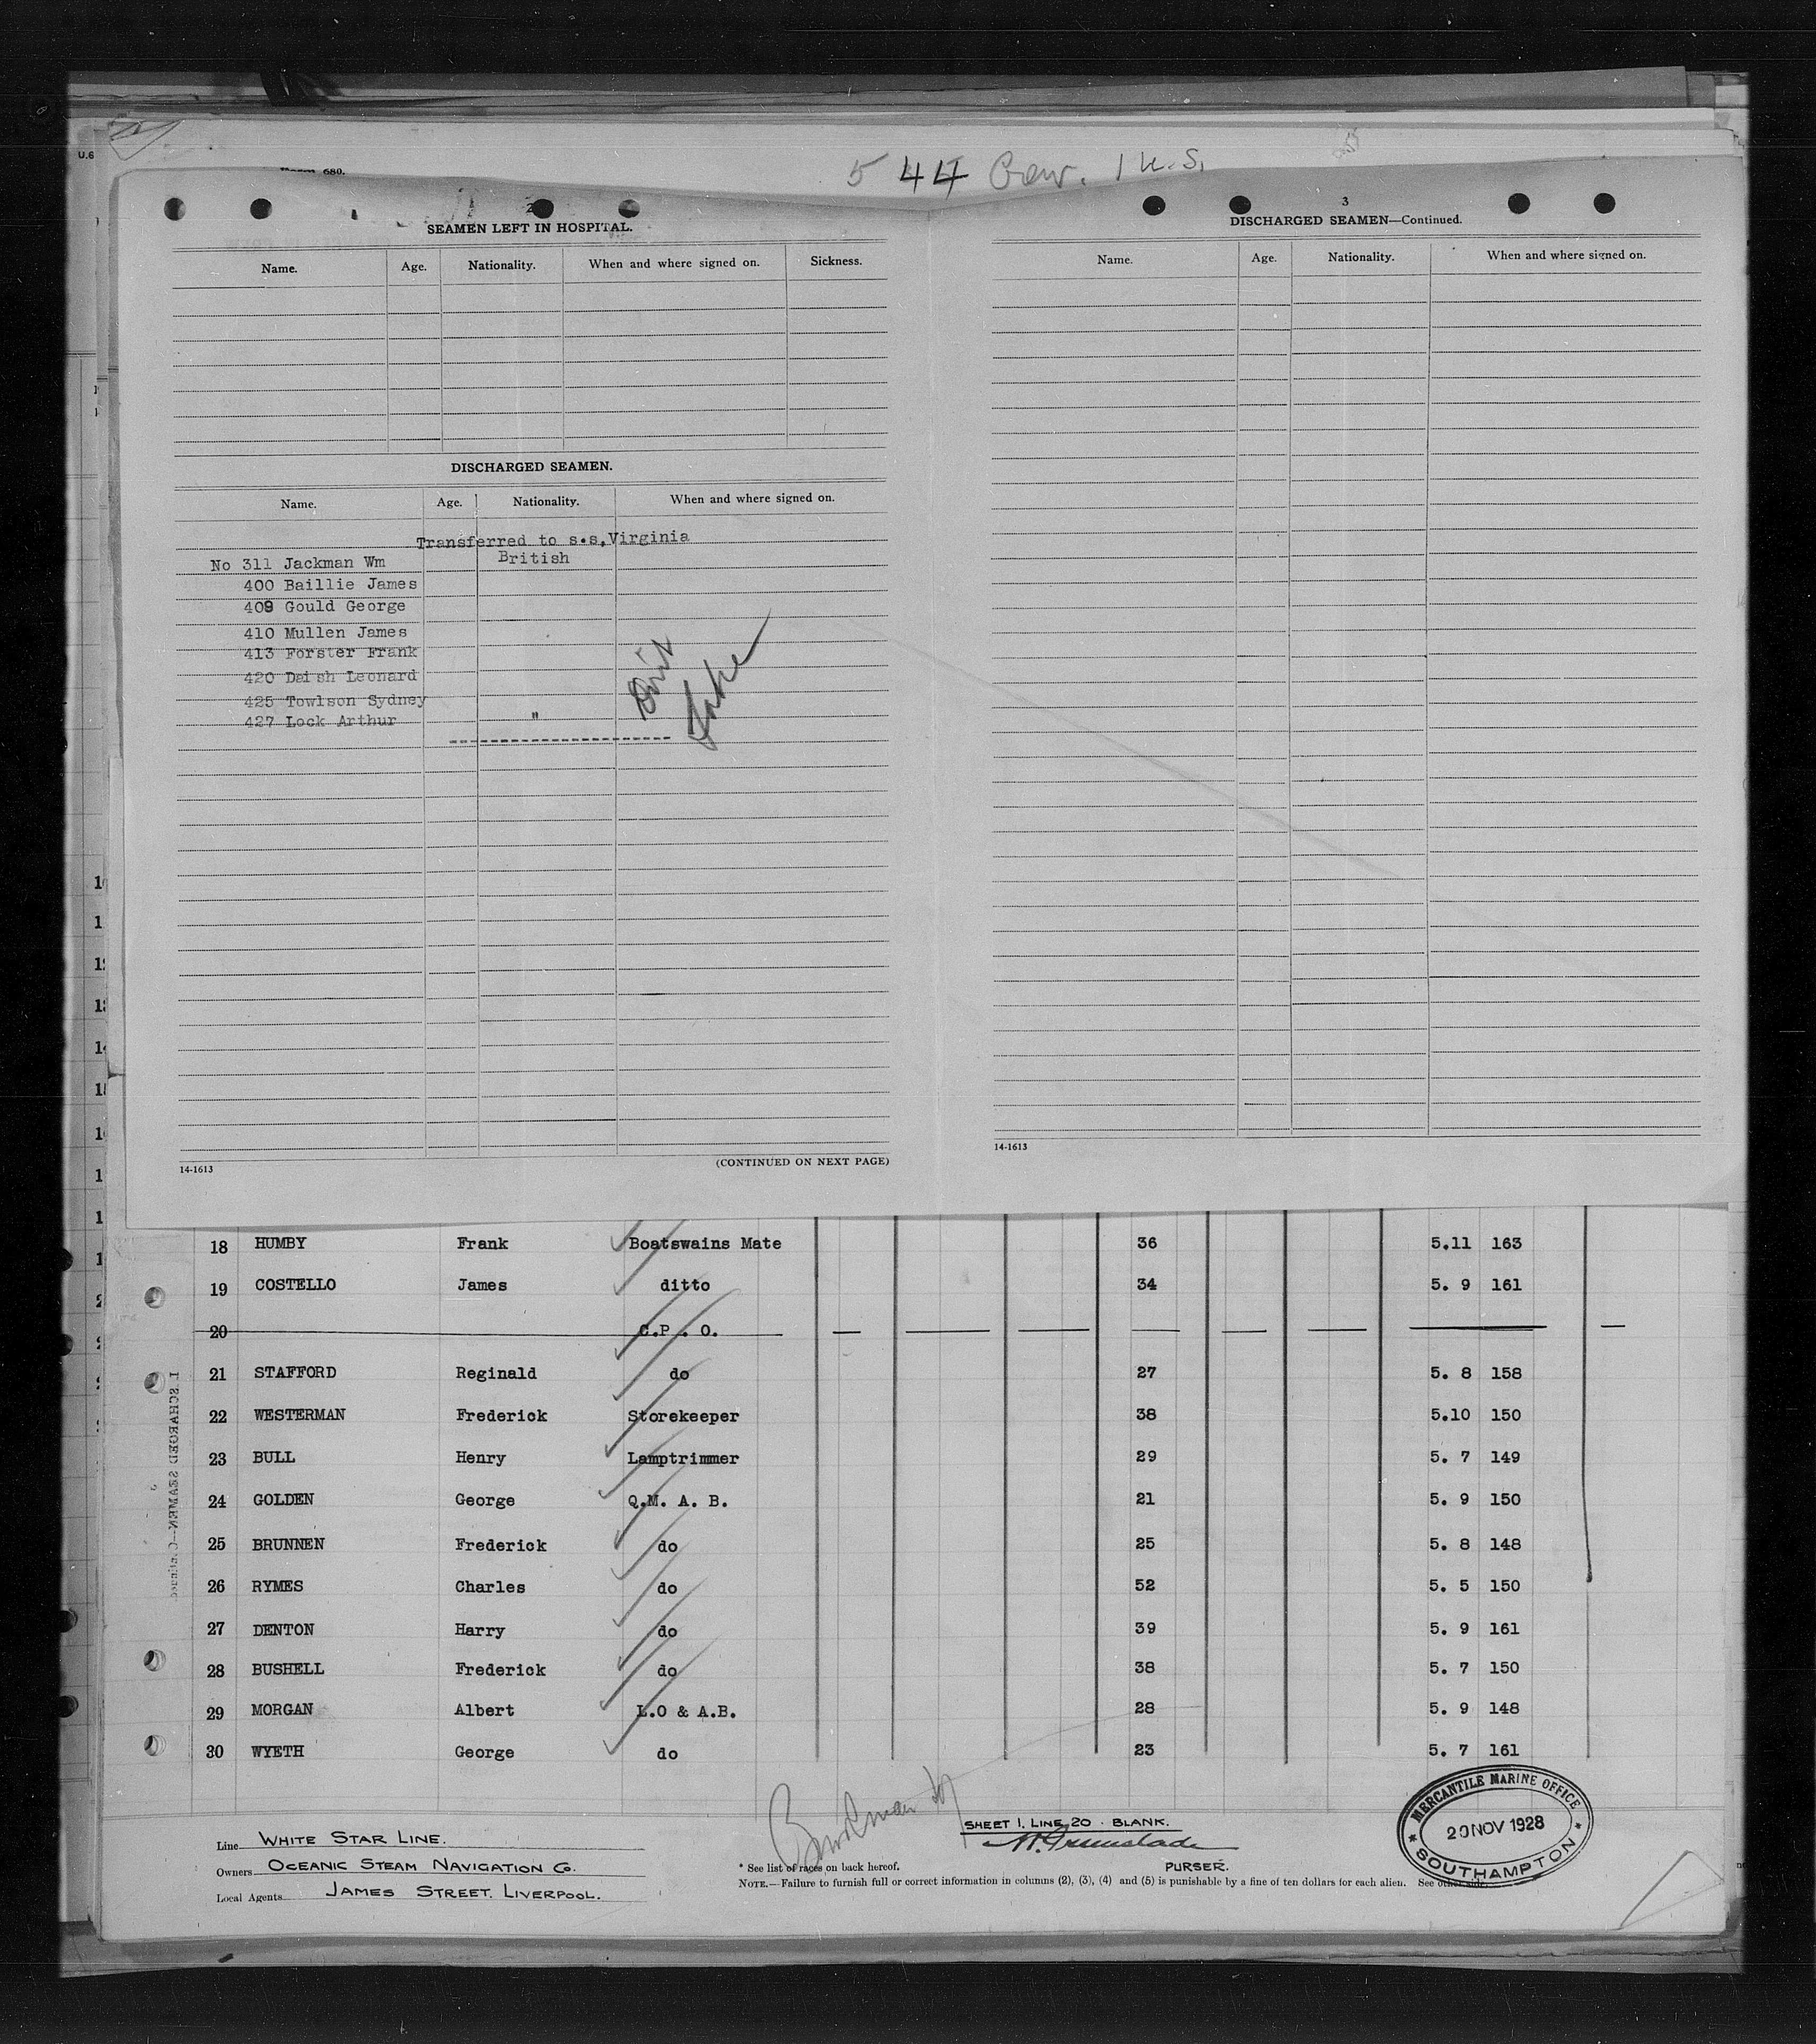 U.6
680.
5 44 Crew. 1 U.S.
2
SEAMEN LEFT IN HOSPITAL.
Name. Age. Nationality. When and where signed on. Sickness.
DISCHARGED SEAMEN.
Name. Age. Nationality. When and where signed on.
Transferred to s.s.Virginia
No 311 Jackman Wm British
400 Baillie James
409 Gould George
410 Mullen James
413 Forster Frank
420 Daish Leonard
425 Towlson Sydney
427 Lock Arthur "
14-1613 (CONTINUED ON NEXT PAGE)
3
DISCHARGED SEAMEN—Continued.
Name. Age. Nationality. When and where signed on.
14-1613
18 HUMBY Frank Boatswains Mate 36 5.11 163
19 COSTELLO James ditto 34 5. 9 161
20 C.P. O.
21 STAFFORD Reginald do 27 5. 8 158
22 WESTERMAN Frederick Storekeeper 38 5.10 150
23 BULL Henry Lamptrimmer 29 5. 7 149
24 GOLDEN George Q.M. A. B. 21 5. 9 150
25 BRUNNEN Frederick do 25 5. 8 148
26 RYMES Charles do 52 5. 5 150
27 DENTON Harry do 39 5. 9 161
28 BUSHELL Frederick do 38 5. 7 150
29 MORGAN Albert L.O & A.B. 28 5. 9 148
30 WYETH George do 23 5. 7 161
DISCHARGED SEAMEN—Continued
Line WHITE STAR LINE.
Owners OCEANIC STEAM NAVIGATION Co.
Local Agents JAMES STREET. LIVERPOOL.
SHEET 1. LINE 20 . BLANK.
PURSER.
* See list of races on back hereof.
NOTE.—Failure to furnish full or correct information in columns (2), (3), (4) and (5) is punishable by a fine of ten dollars for each alien. See other side.
MERCANTILE MARINE OFFICE
20 NOV 1928
SOUTHAMPTON